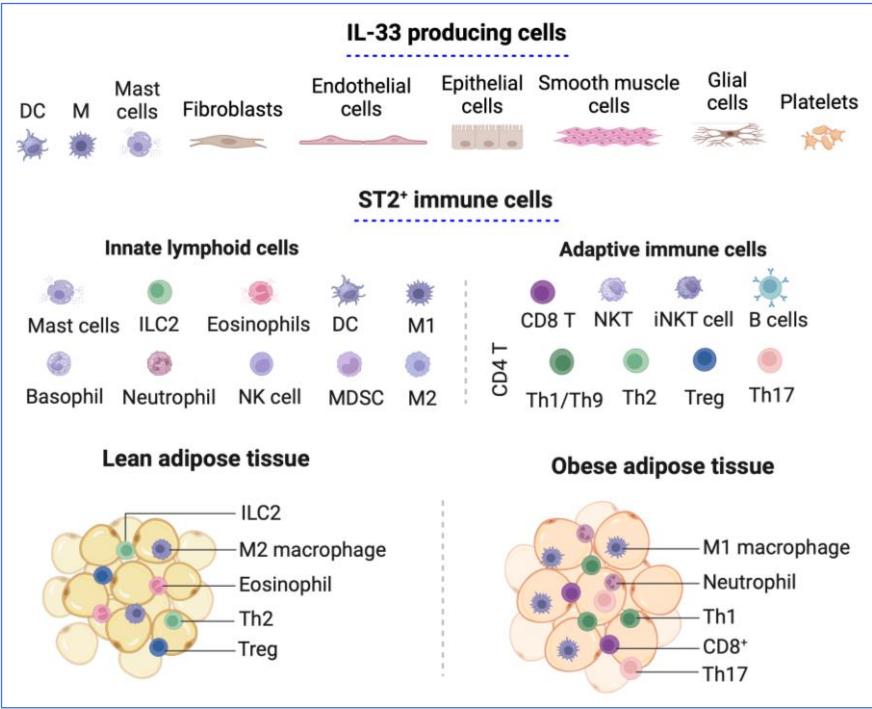 IL-33 producing cells
DC
M
Mast
cells
Fibroblasts
Endothelial
cells
Epithelial
cells
Smooth muscle
cells
Glial
cells
Platelets
ST2⁺ immune cells
Innate lymphoid cells
Mast cells
ILC2
Eosinophils
DC
M1
Basophil
Neutrophil
NK cell
MDSC
M2
Adaptive immune cells
CD8 T
NKT
iNKT cell
B cells
CD4 T
Th1/Th9
Th2
Treg
Th17
Lean adipose tissue
ILC2
M2 macrophage
Eosinophil
Th2
Treg
Obese adipose tissue
M1 macrophage
Neutrophil
Th1
CD8⁺
Th17